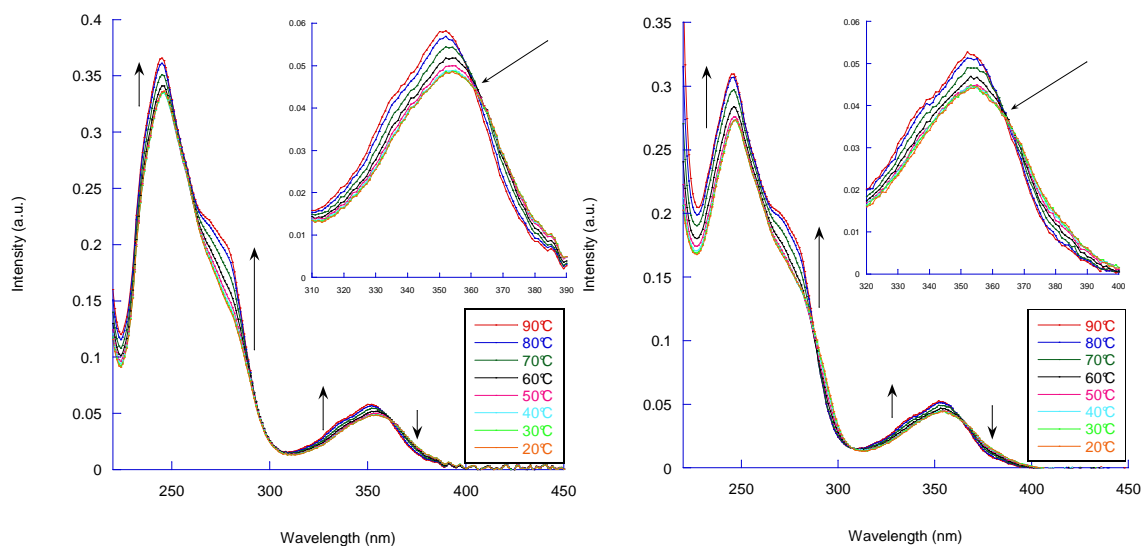 0.4
0.35
0.3
0.25
0.2
0.15
0.1
0.05
0
250
300
350
400
450
Intensity (a.u.)
Wavelength (nm)
0.06
0.05
0.04
0.03
0.02
0.01
0
310
320
330
340
350
360
370
380
390
90°C
80°C
70°C
60°C
50°C
40°C
30°C
20°C
0.35
0.3
0.25
0.2
0.15
0.1
0.05
0
250
300
350
400
450
Intensity (a.u.)
Wavelength (nm)
0.06
0.05
0.04
0.03
0.02
0.01
0
320
330
340
350
360
370
380
390
400
90°C
80°C
70°C
60°C
50°C
40°C
30°C
20°C